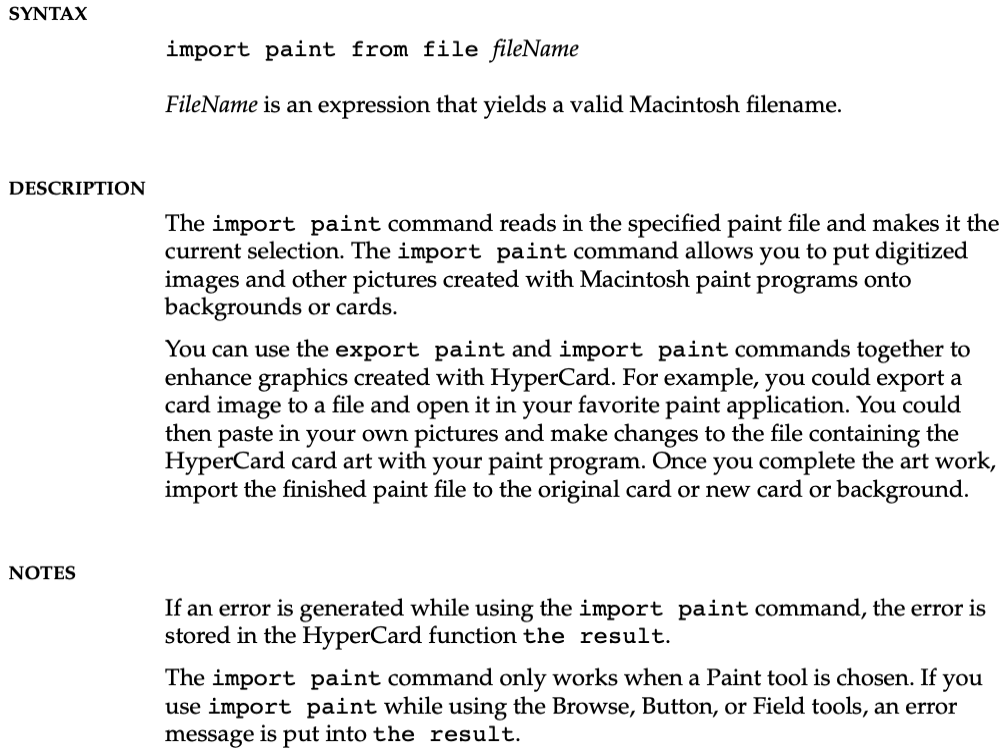 SYNTAX
import paint from file fileName
FileName is an expression that yields a valid Macintosh filename.
DESCRIPTION
The import paint command reads in the specified paint file and makes it the
current selection. The import paint command allows you to put digitized
images and other pictures created with Macintosh paint programs onto
backgrounds or cards.
You can use the export paint and import paint commands together to
enhance graphics created with HyperCard. For example, you could export a
card image to a file and open it in your favorite paint application. You could
then paste in your own pictures and make changes to the file containing the
HyperCard card art with your paint program. Once you complete the art work,
import the finished paint file to the original card or new card or background.
NOTES
If an error is generated while using the import paint command, the error is
stored in the HyperCard function the result.
The import paint command only works when a Paint tool is chosen. If you
use import paint while using the Browse, Button, or Field tools, an error
message is put into the result.